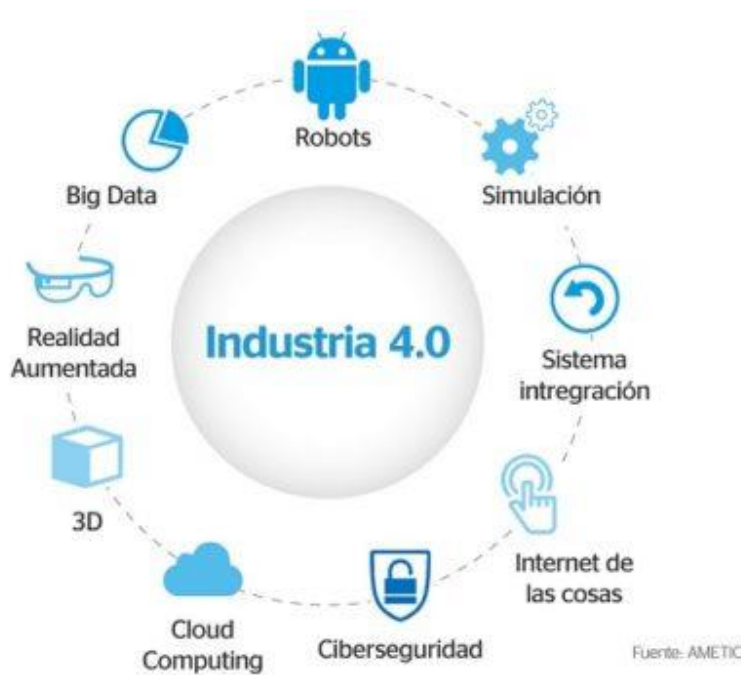 Robots
Simulación
Sistema
intregración
Internet de
las cosas
Ciberseguridad
Cloud
Computing
3D
Realidad
Aumentada
Big Data
Industria 4.0
Fuente: AMETIC